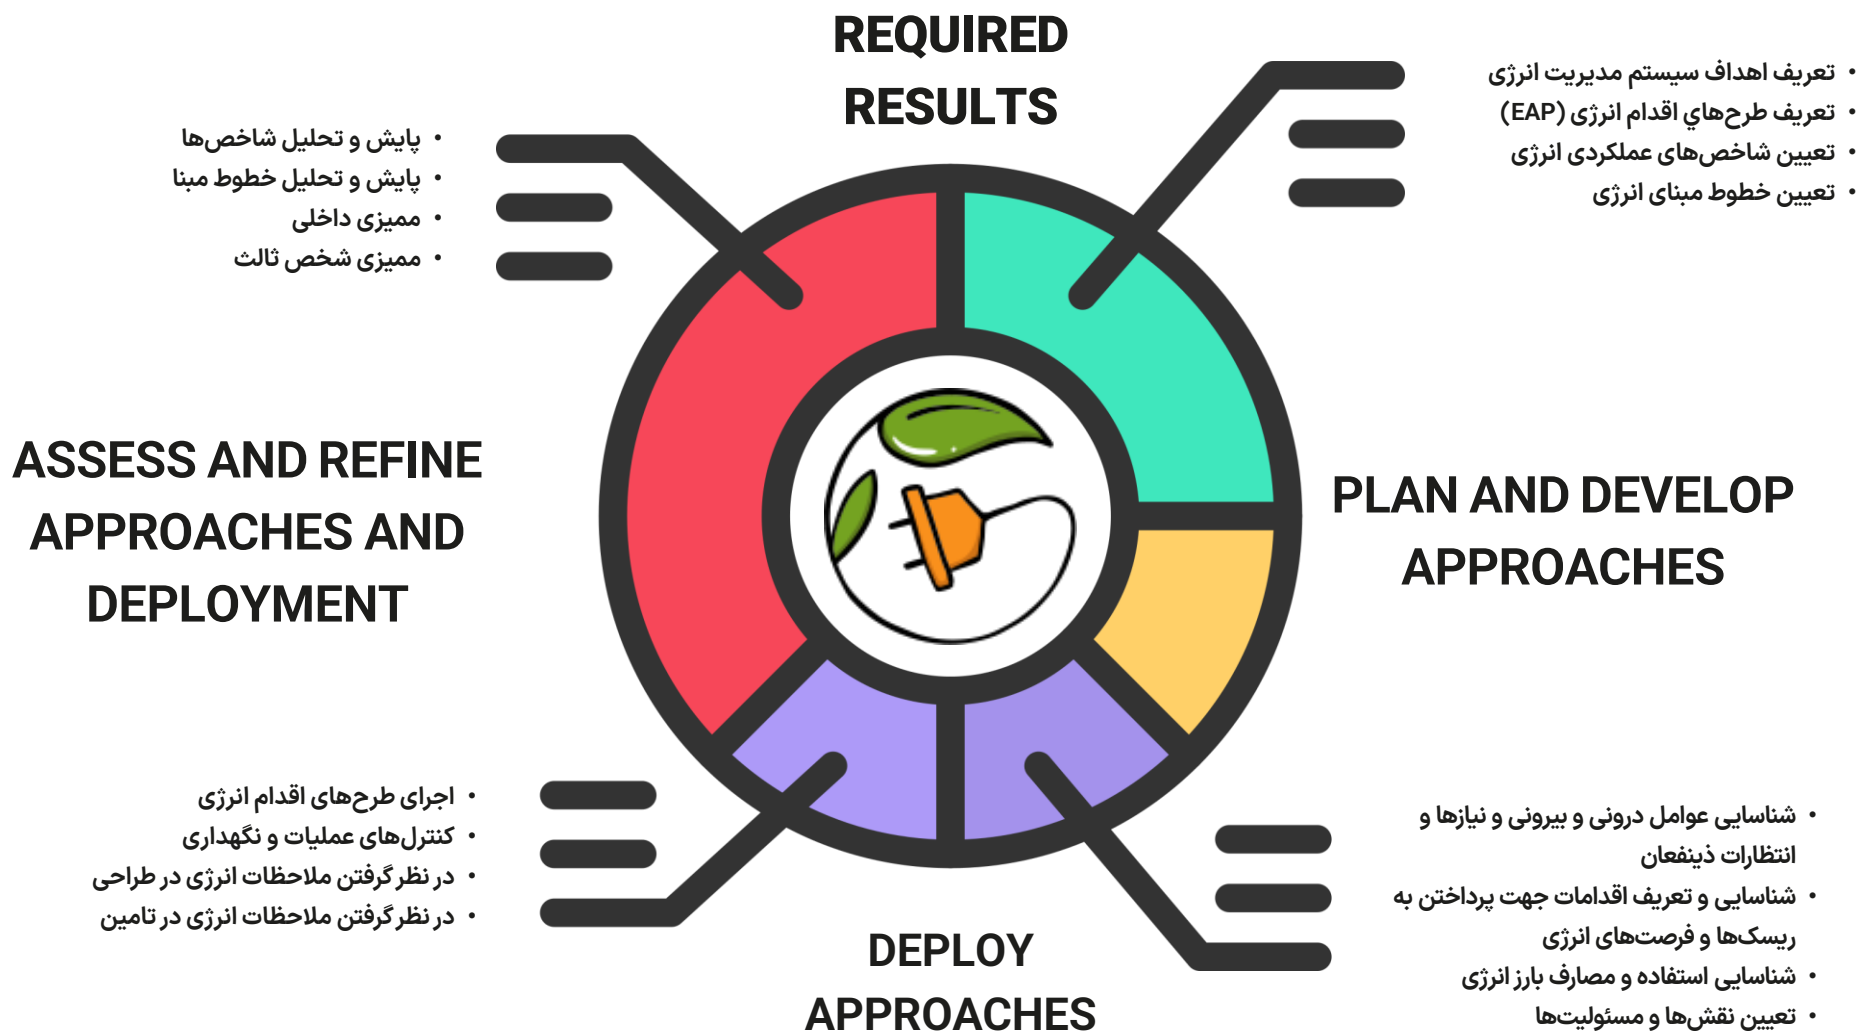 REQUIRED
RESULTS
• تعریف اهداف سیستم مدیریت انرژی
• تعریف طرح‌هاي اقدام انرژی (EAP)
• تعیین شاخص‌های عملکردی انرژی
• تعیین خطوط مبنای انرژی
• پایش و تحلیل شاخص‌ها
• پایش و تحلیل خطوط مبنا
• ممیزی داخلی
• ممیزی شخص ثالث
ASSESS AND REFINE
APPROACHES AND
DEPLOYMENT
PLAN AND DEVELOP
APPROACHES
• اجرای طرح‌های اقدام انرژی
• کنترل‌های عملیات و نگهداری
• در نظر گرفتن ملاحظات انرژی در طراحی
• در نظر گرفتن ملاحظات انرژی در تامین
• شناسایی عوامل درونی و بیرونی و نیازها و
انتظارات ذینفعان
• شناسایی و تعریف اقدامات جهت پرداختن به
ریسک‌ها و فرصت‌های انرژی
• شناسایی استفاده و مصارف بارز انرژی
• تعیین نقش‌ها و مسئولیت‌ها
DEPLOY
APPROACHES